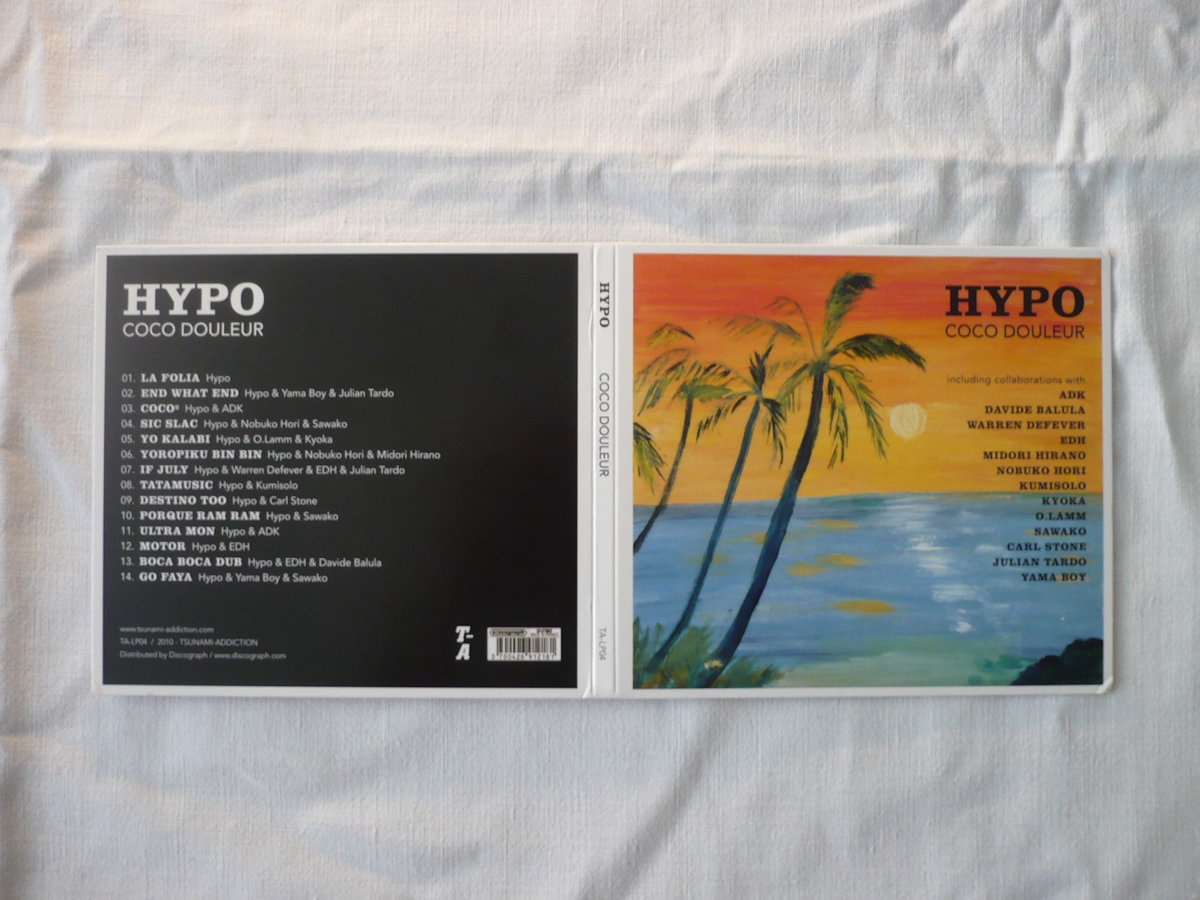 HYPO
COCO DOULEUR
01. LA FOLIA Hypo
02. END WHAT END Hypo & Yama Boy & Julian Tardo
03. COCOª Hypo & ADK
04. SIC SLAC Hypo & Nobuko Hori & Sawako
05. YO KALABI Hypo & O.Lamm & Kyoka
06. YOROPIKU BIN BIN Hypo & Nobuko Hori & Midori Hirano
07. IF JULY Hypo & Warren Defever & EDH & Julian Tardo
08. TATAMUSIC Hypo & Kumisolo
09. DESTINO TOO Hypo & Carl Stone
10. PORQUE RAM RAM Hypo & Sawako
11. ULTRA MON Hypo & ADK
12. MOTOR Hypo & EDH
13. BOCA BOCA DUB Hypo & EDH & Davide Balula
14. GO FAYA Hypo & Yama Boy & Sawako
www.tsunami-addiction.com
TA-LP04 / 2010 - TSUNAMI-ADDICTION
Distributed by Discograph / www.discograph.com
T-
A
discograph
3 700426 912161
HYPO COCO DOULEUR TA-LP04
HYPO
COCO DOULEUR
including collaborations with
ADK
DAVIDE BALULA
WARREN DEFEVER
EDH
MIDORI HIRANO
NOBUKO HORI
KUMISOLO
KYOKA
O.LAMM
SAWAKO
CARL STONE
JULIAN TARDO
YAMA BOY